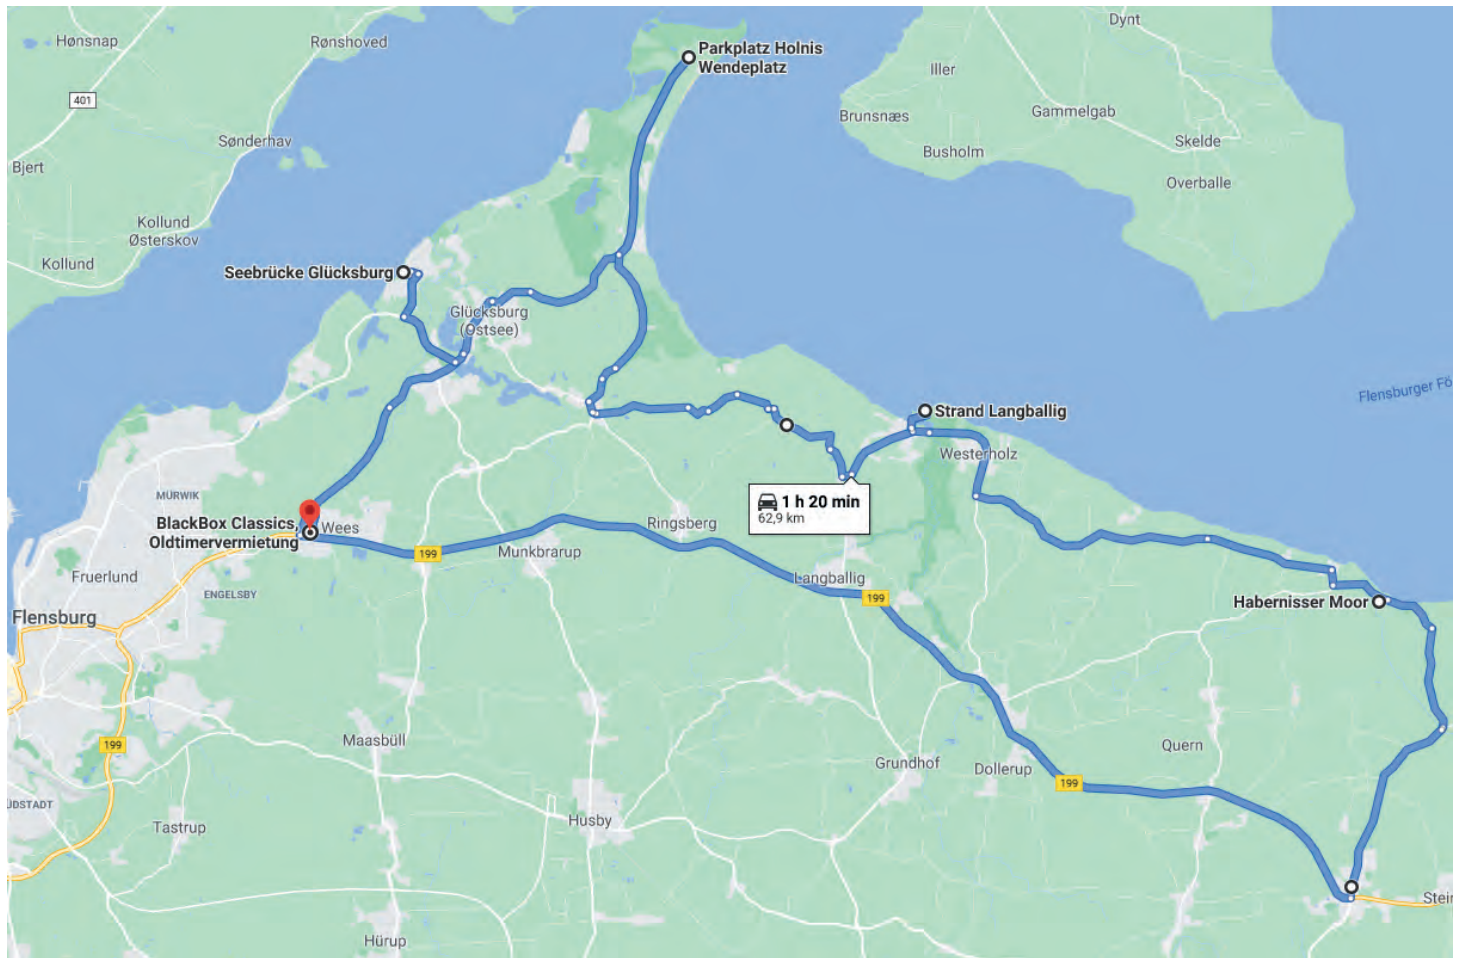 Dynt
Hønsnap
Rønshoved
Parkplatz Holnis
Wendeplatz
Iller
401
Gammelgab
Brunsnæs
Sønderhav
Skelde
Busholm
Bjert
Overballe
Kollund
Østerskov
Kollund
Seebrücke Glücksburg
Glücksburg
(Ostsee)
Flensburger Fö
Strand Langballig
Westerholz
MÜRWIK
1 h 20 min
62,9 km
BlackBox Classics,
Oldtimervermietung
Wees
Ringsberg
199
Munkbrarup
Fruerlund
Langballig
ENGELSBY
199
Habernisser Moor
Flensburg
Maasbüll
199
Quern
Grundhof
Dollerup
199
ÜDSTADT
Husby
Tastrup
Stein
Hürup